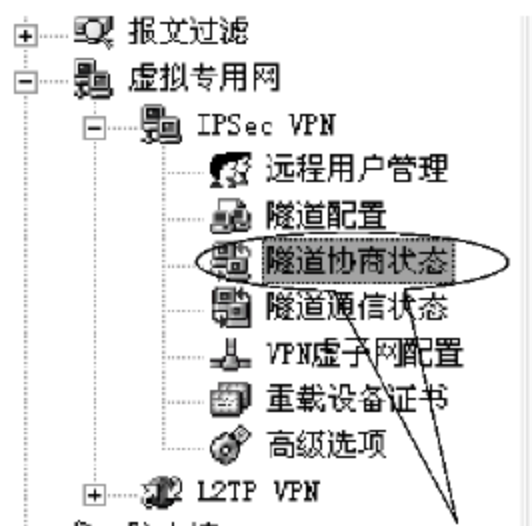 报文过滤
虚拟专用网
IPSec VPN
远程用户管理
隧道配置
隧道协商状态
隧道通信状态
VPN虚子网配置
重载设备证书
高级选项
L2TP VPN